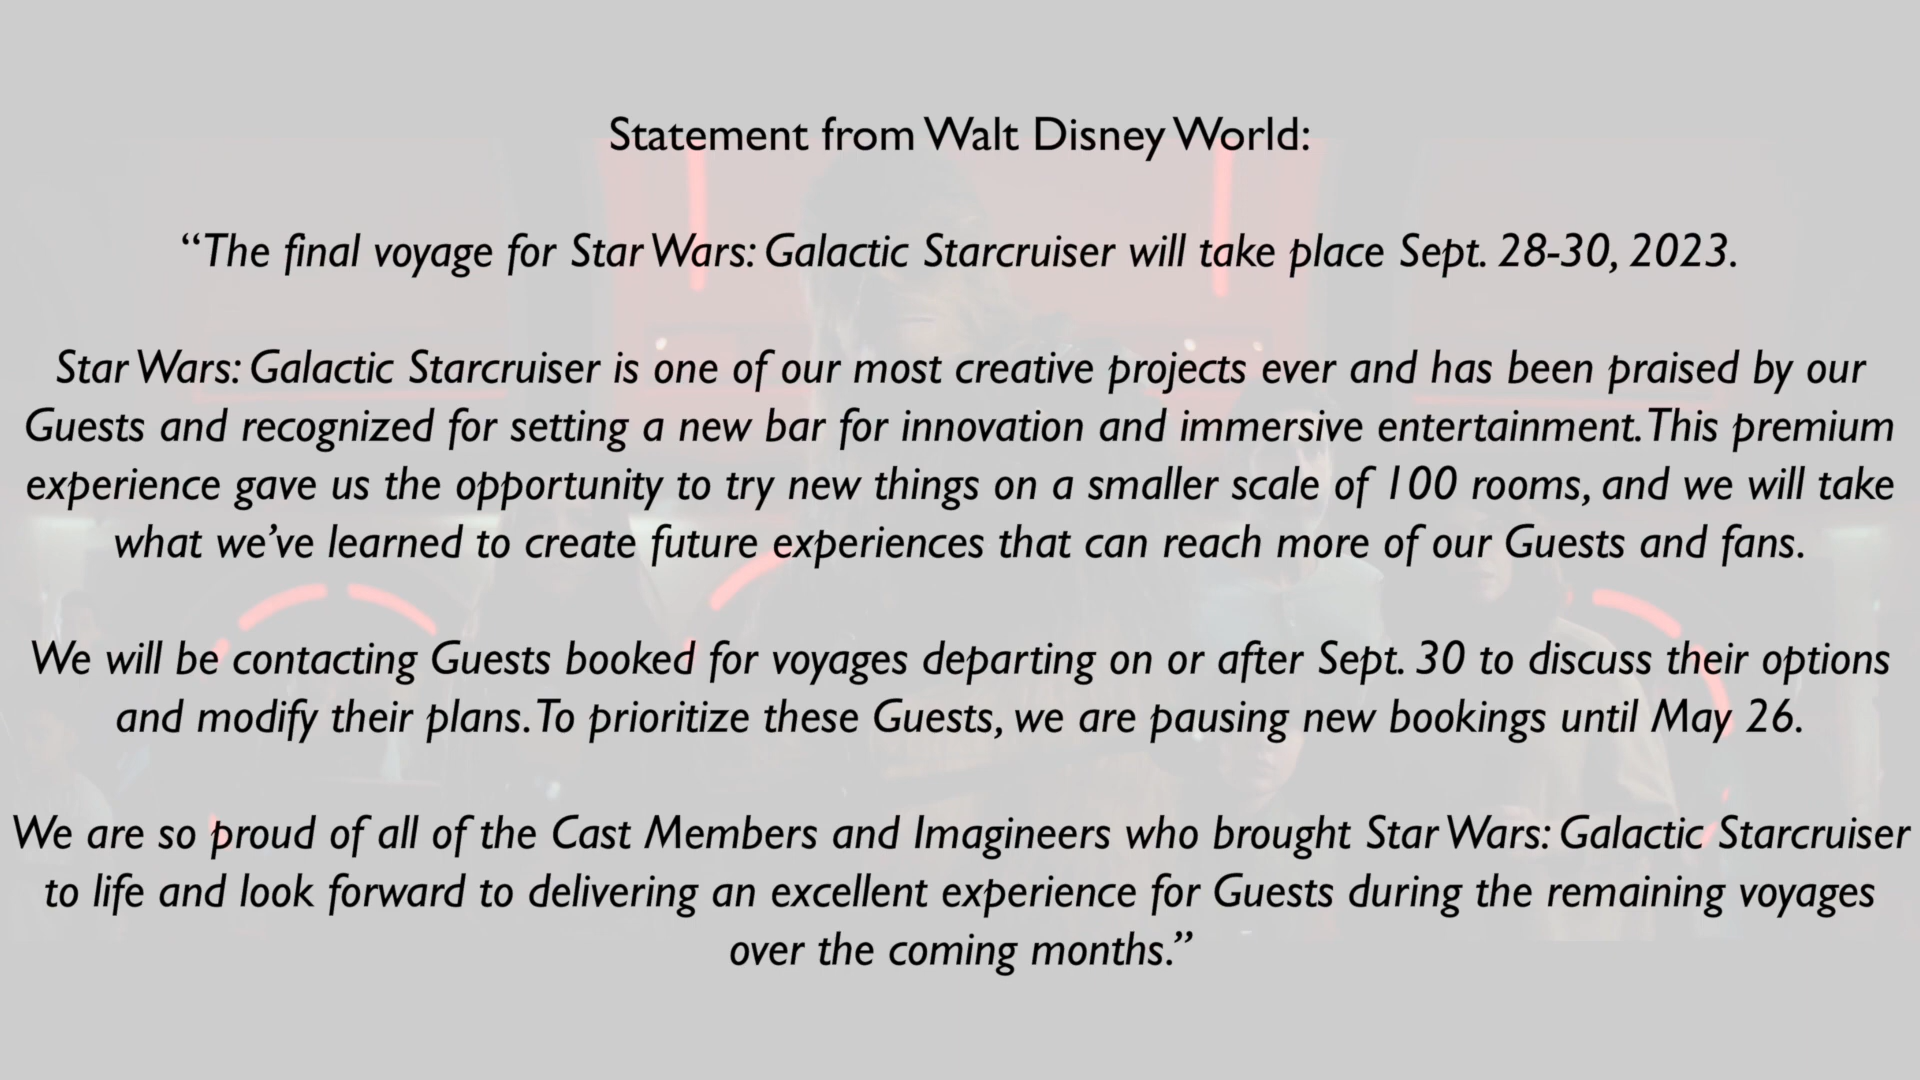 Statement from Walt Disney World:
“The final voyage for Star Wars: Galactic Starcruiser will take place Sept. 28-30, 2023.
Star Wars: Galactic Starcruiser is one of our most creative projects ever and has been praised by our
Guests and recognized for setting a new bar for innovation and immersive entertainment. This premium
experience gave us the opportunity to try new things on a smaller scale of 100 rooms, and we will take
what we’ve learned to create future experiences that can reach more of our Guests and fans.
We will be contacting Guests booked for voyages departing on or after Sept. 30 to discuss their options
and modify their plans. To prioritize these Guests, we are pausing new bookings until May 26.
We are so proud of all of the Cast Members and Imagineers who brought Star Wars: Galactic Starcruiser
to life and look forward to delivering an excellent experience for Guests during the remaining voyages
over the coming months.”